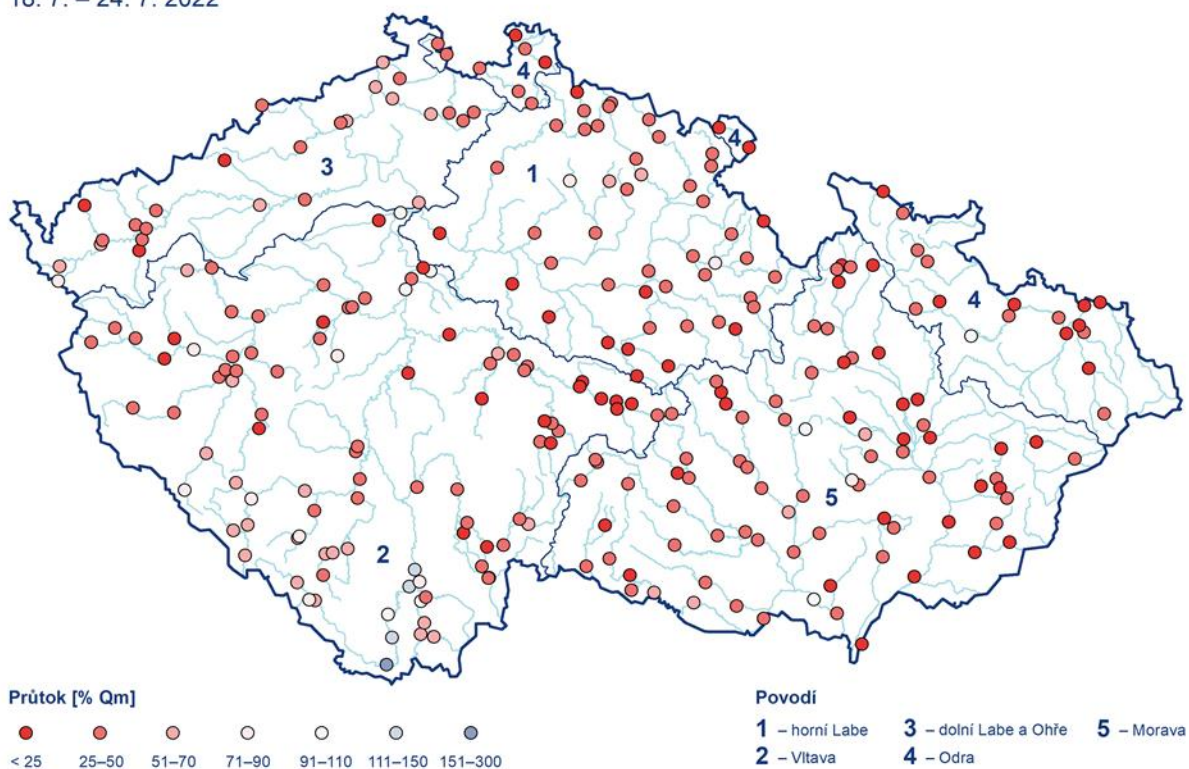 18. 7. – 24. 7. 2022
4
4
3
1
4
5
2
Průtok [% Qm]
< 25
25–50
51–70
71–90
91–110
111–150
151–300
Povodí
1 – horní Labe
3 – dolní Labe a Ohře
5 – Morava
2 – Vltava
4 – Odra